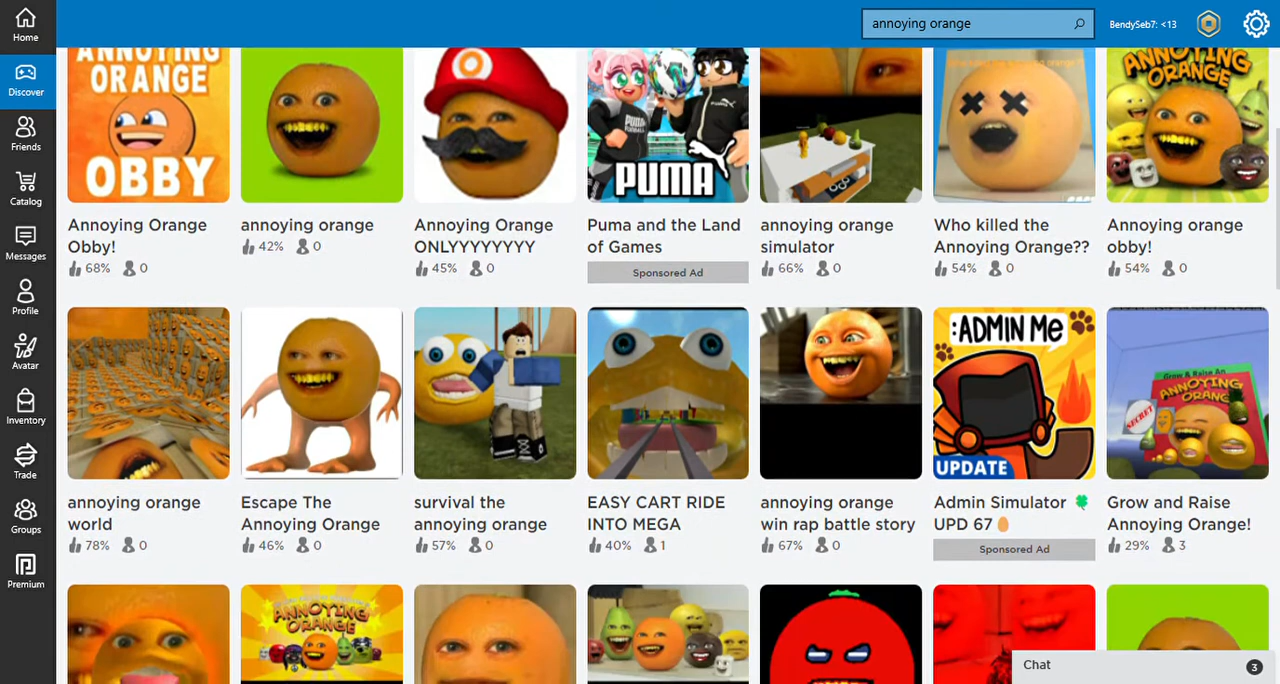 Home
Discover
Friends
Catalog
Messages
Profile
Avatar
Inventory
Trade
Groups
Premium
annoying orange
BendySeb7: <13
ANNOYING
ORANGE
OBBY
PUMA
ANNOYING
ORANGE
Annoying Orange
Obby!
68% 0
annoying orange
42% 0
Annoying Orange
ONLYYYYYYYY
45% 0
Puma and the Land
of Games
Sponsored Ad
annoying orange
simulator
66% 0
Who killed the
Annoying Orange??
54% 0
Annoying orange
obby!
54% 0
:ADMIN ME
UPDATE
Grow & Raise An
ANNOYING
ORANGE
SECRET
annoying orange
world
78% 0
Escape The
Annoying Orange
46% 0
survival the
annoying orange
57% 0
EASY CART RIDE
INTO MEGA
40% 1
annoying orange
win rap battle story
67% 0
Admin Simulator 🍀
UPD 67🥚
Sponsored Ad
Grow and Raise
Annoying Orange!
29% 3
ANNOYING
ORANGE
Chat
3